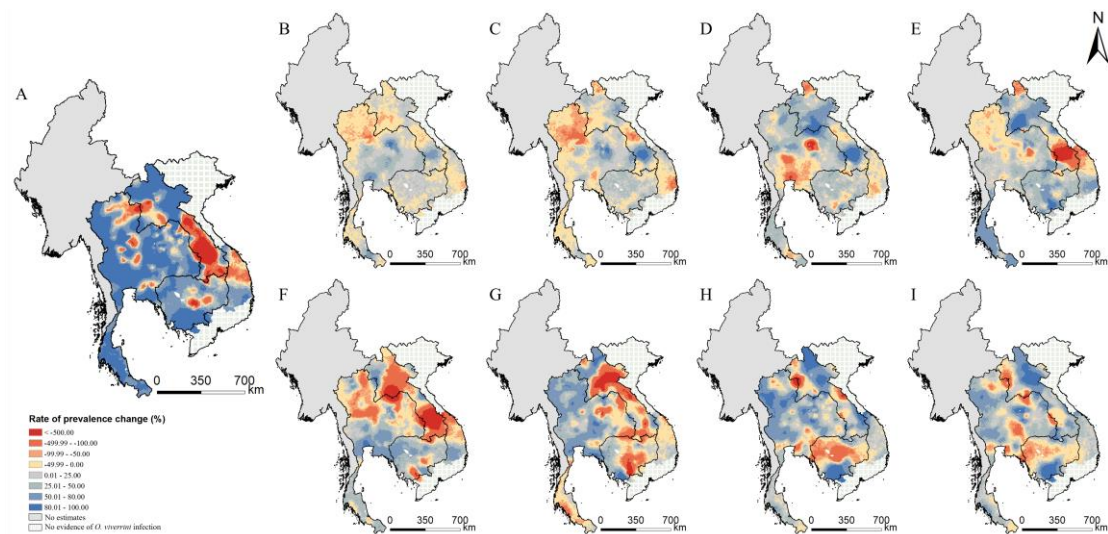 A
B
C
D
E
N
0 350 700
km
0 350 700
km
0 350 700
km
0 350 700
km
0 350 700
km
F
G
H
I
Rate of prevalence change (%)
< -500.00
-499.99 - -100.00
-99.99 - -50.00
-49.99 - 0.00
0.01 - 25.00
25.01 - 50.00
50.01 - 80.00
80.01 - 100.00
No estimates
No evidence of O. viverrini infection
0 350 700
km
0 350 700
km
0 350 700
km
0 350 700
km